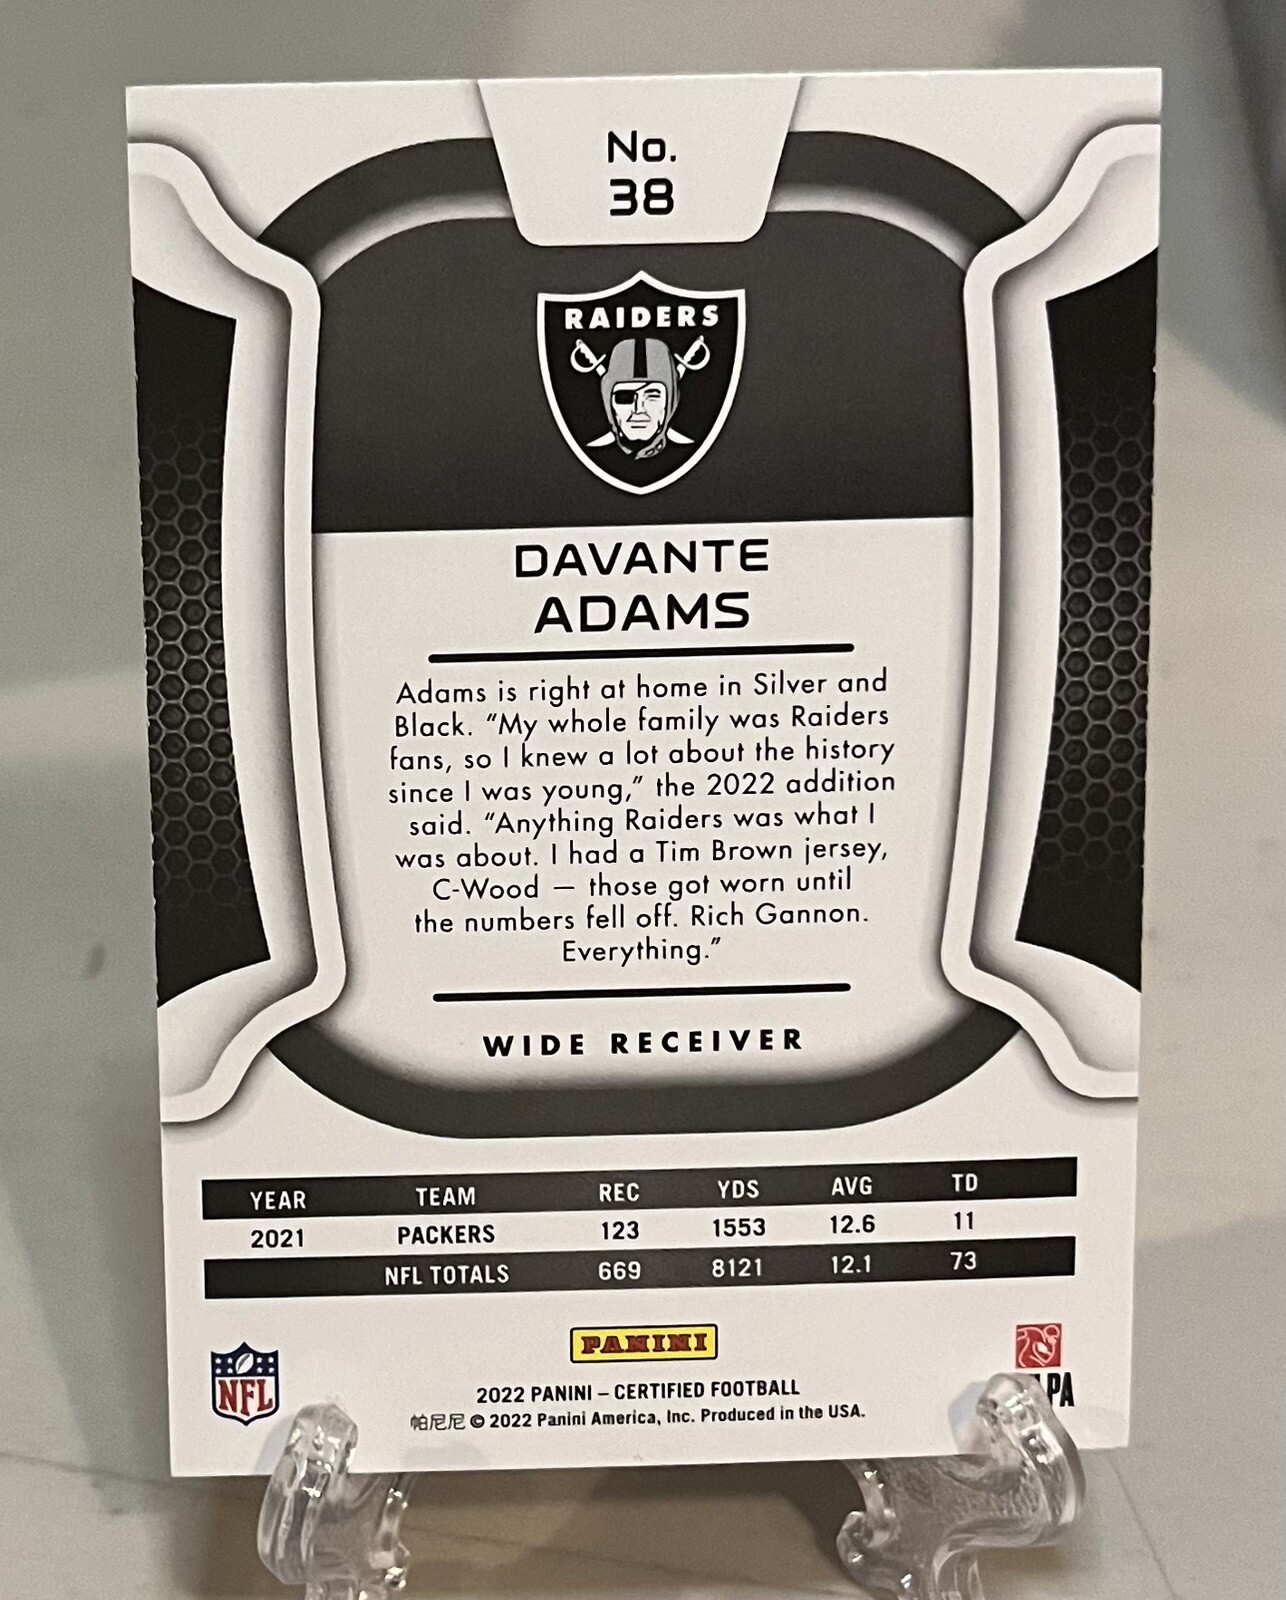 No.
38
RAIDERS
DAVANTE
ADAMS
Adams is right at home in Silver and
Black. “My whole family was Raiders
fans, so I knew a lot about the history
since I was young,” the 2022 addition
said. “Anything Raiders was what I
was about. I had a Tim Brown jersey,
C-Wood — those got worn until
the numbers fell off. Rich Gannon.
Everything.”
WIDE RECEIVER
YEAR TEAM REC YDS AVG TD
2021 PACKERS 123 1553 12.6 11
NFL TOTALS 669 8121 12.1 73
PANINI
NFL
PA
2022 PANINI – CERTIFIED FOOTBALL
帕尼尼 © 2022 Panini America, Inc. Produced in the USA.